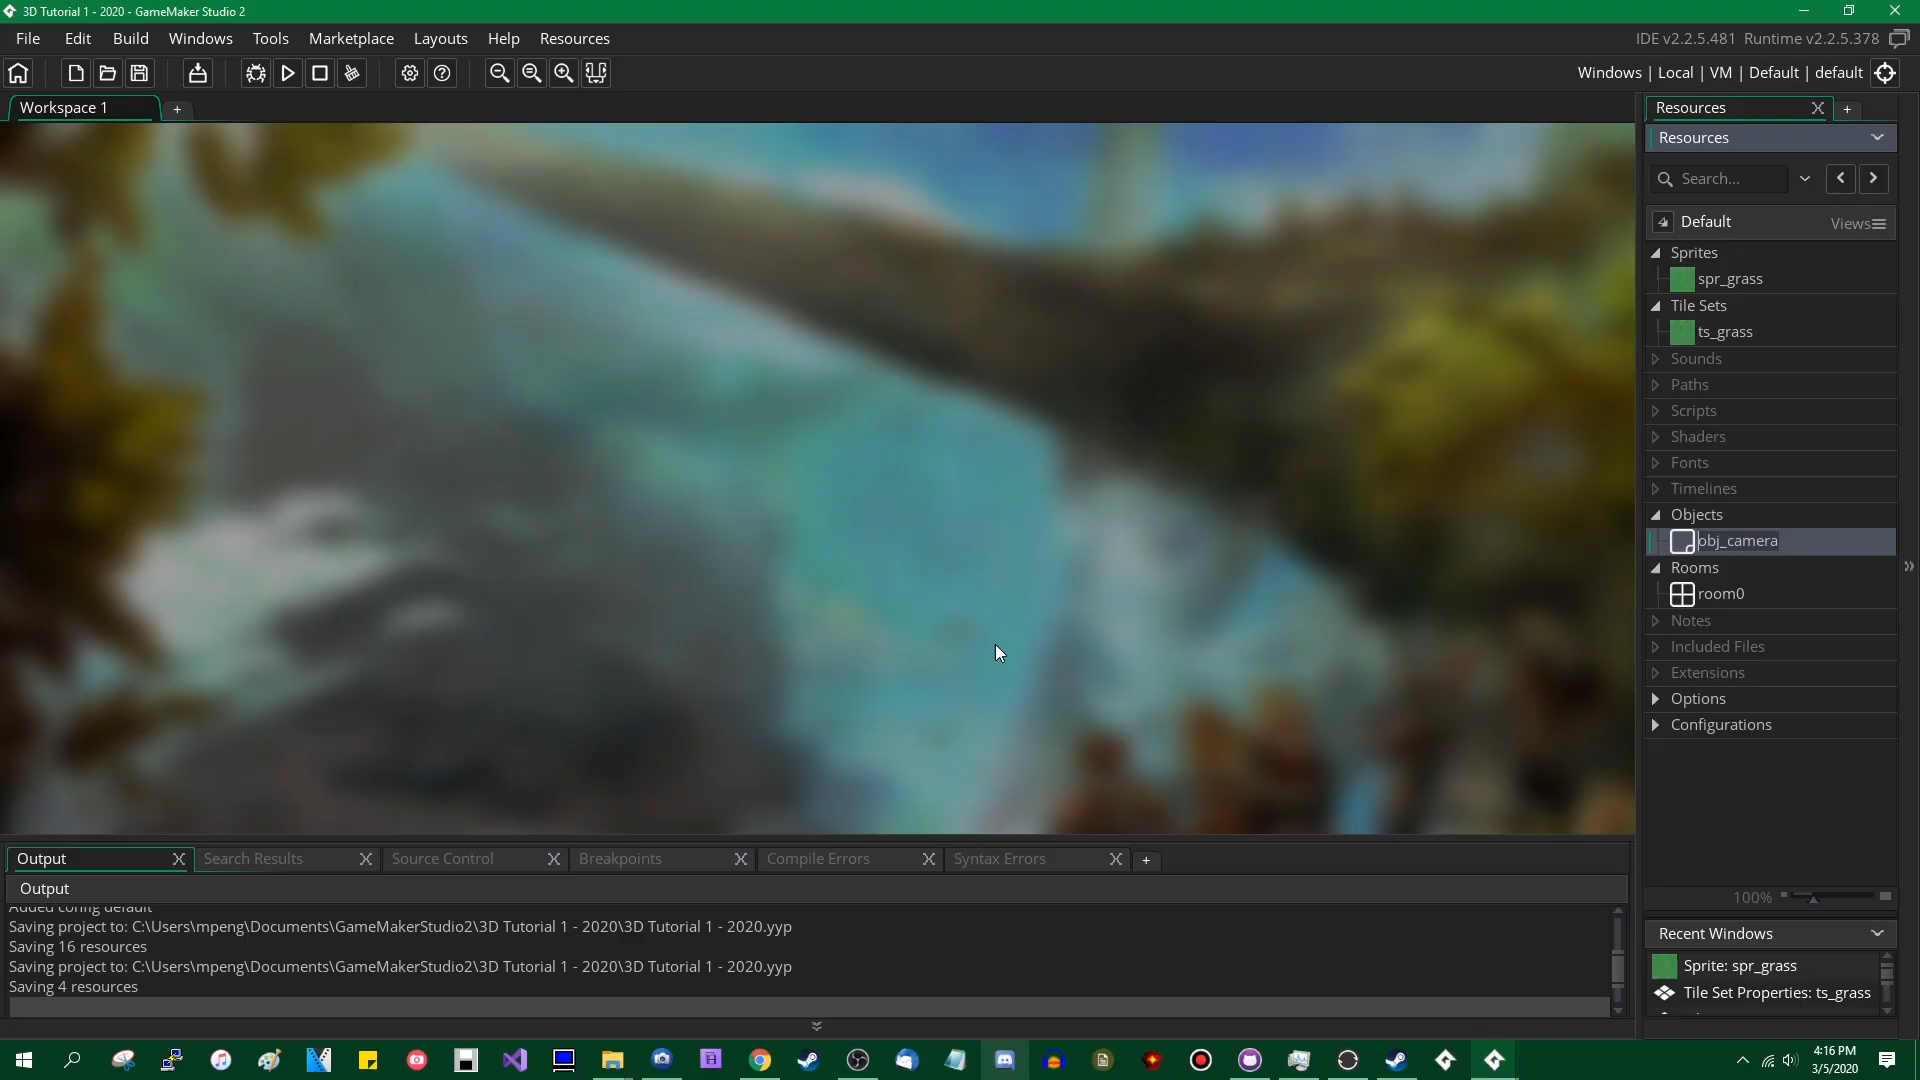 3D Tutorial 1 - 2020 - GameMaker Studio 2
File Edit Build Windows Tools Marketplace Layouts Help Resources
IDE v2.2.5.481 Runtime v2.2.5.378
Windows | Local | VM | Default | default
Workspace 1
Resources
Resources
Search...
Default
Views
Sprites
spr_grass
Tile Sets
ts_grass
Sounds
Paths
Scripts
Shaders
Fonts
Timelines
Objects
obj_camera
Rooms
room0
Notes
Included Files
Extensions
Options
Configurations
100%
Recent Windows
Sprite: spr_grass
Tile Set Properties: ts_grass
Output Search Results Source Control Breakpoints Compile Errors Syntax Errors
Output
Added config default
Saving project to: C:\Users\mpeng\Documents\GameMakerStudio2\3D Tutorial 1 - 2020\3D Tutorial 1 - 2020.yyp
Saving 16 resources
Saving project to: C:\Users\mpeng\Documents\GameMakerStudio2\3D Tutorial 1 - 2020\3D Tutorial 1 - 2020.yyp
Saving 4 resources
4:16 PM
3/5/2020